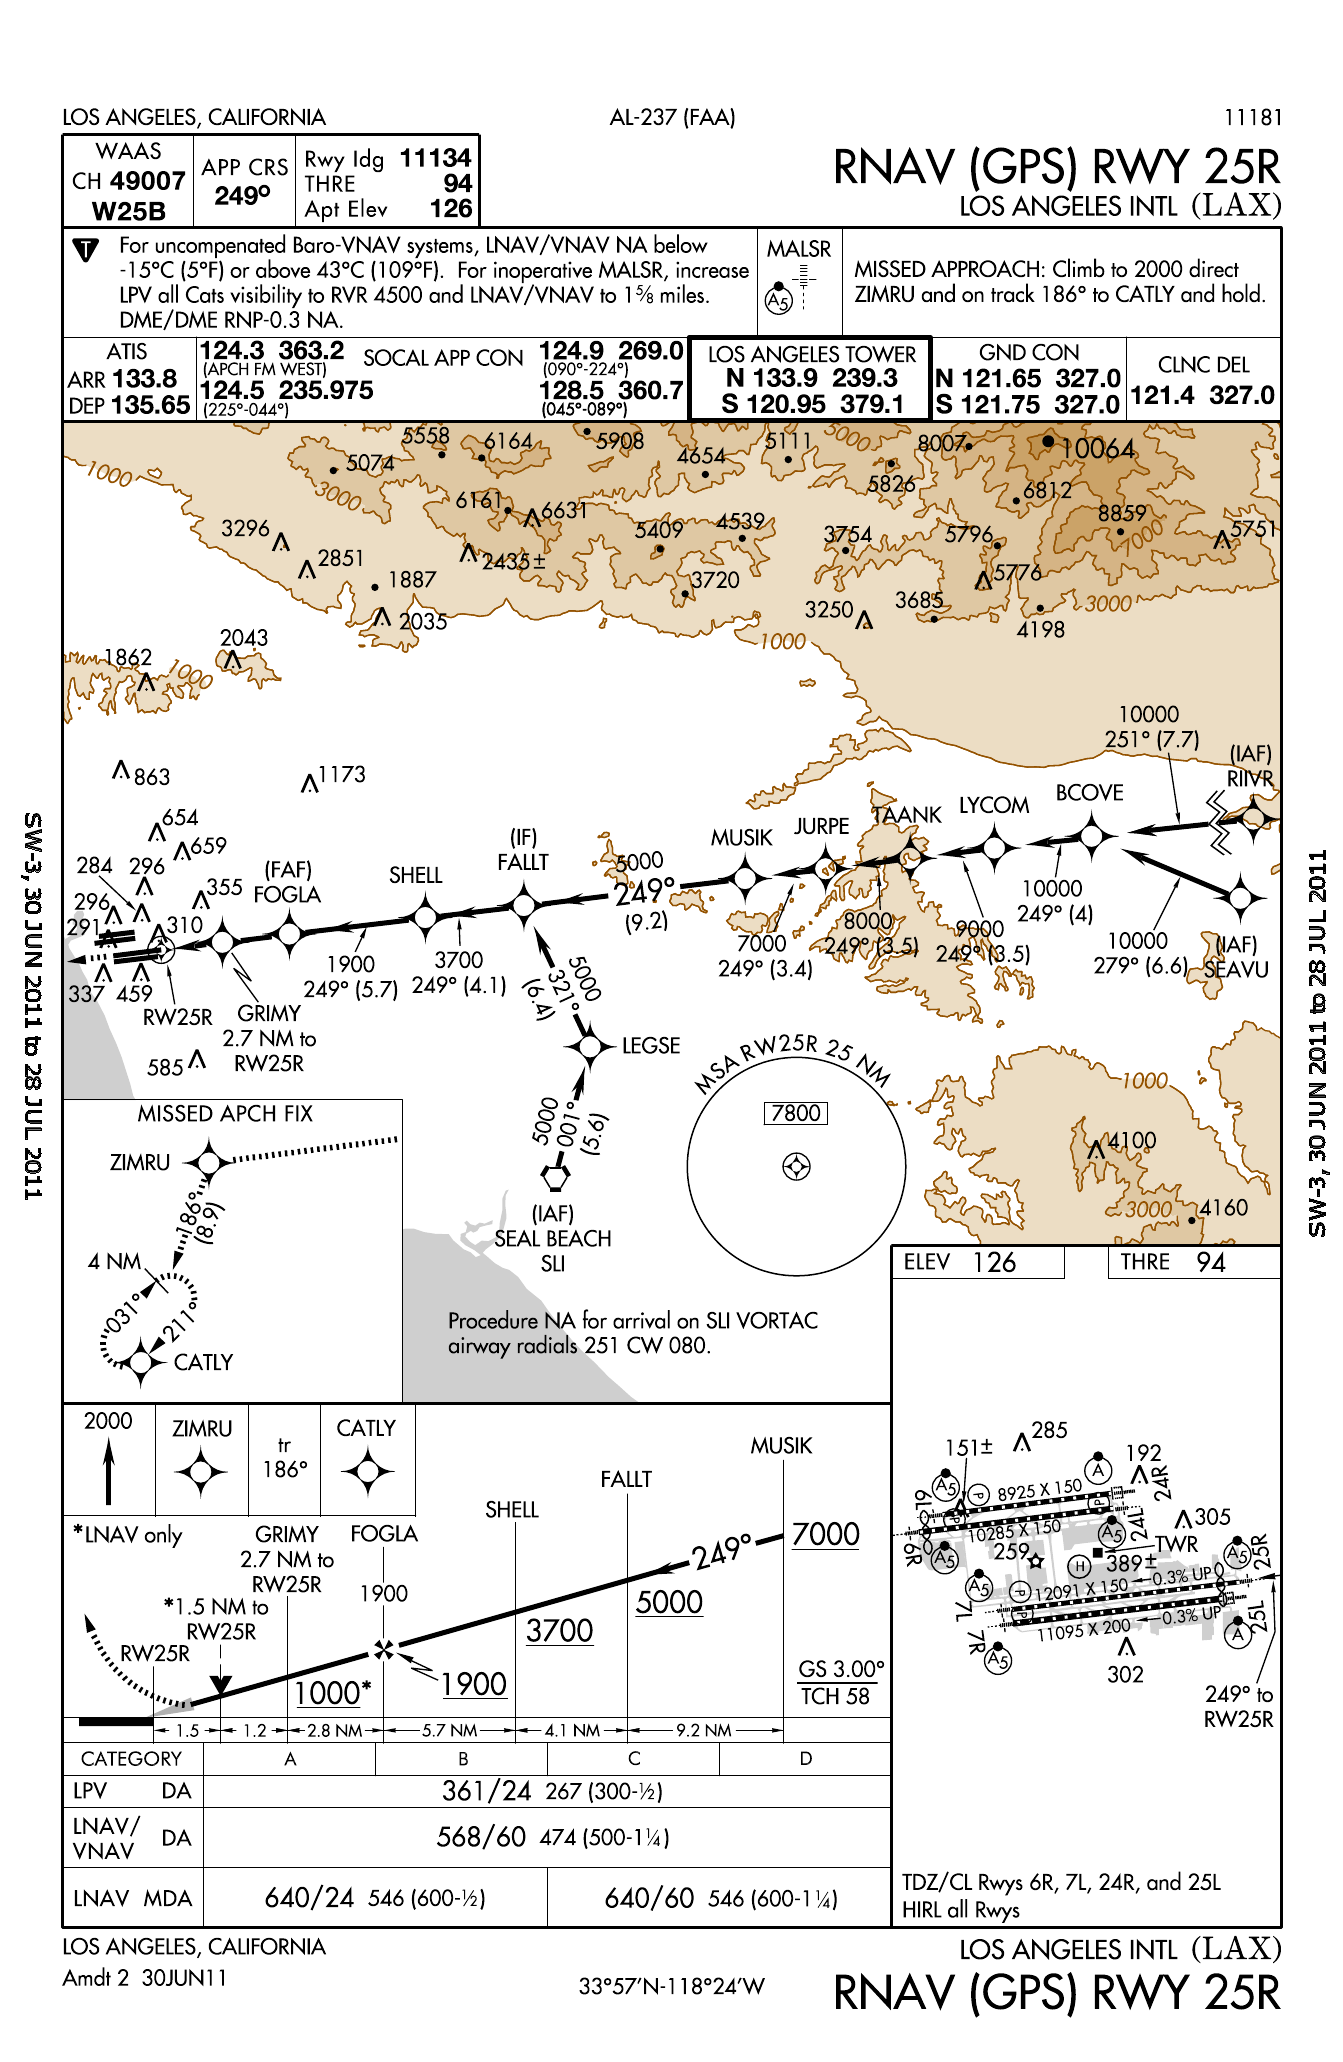 LOS ANGELES, CALIFORNIA
AL-237 (FAA)
11181
WAAS
CH 49007
W25B
APP CRS
249°
Rwy ldg 11134
THRE 94
Apt Elev 126
RNAV (GPS) RWY 25R
LOS ANGELES INTL (LAX)
T
For uncompenated Baro-VNAV systems, LNAV/VNAV NA below
-15°C (5°F) or above 43°C (109°F). For inoperative MALSR, increase
LPV all Cats visibility to RVR 4500 and LNAV/VNAV to 1⅝ miles.
DME/DME RNP-0.3 NA.
MALSR
A5
MISSED APPROACH: Climb to 2000 direct
ZIMRU and on track 186° to CATLY and hold.
ATIS
ARR 133.8
DEP 135.65
SOCAL APP CON
124.3 363.2
(APCH FM WEST)
124.5 235.975
(225°-044°)
124.9 269.0
(090°-224°)
128.5 360.7
(045°-089°)
LOS ANGELES TOWER
N 133.9 239.3
S 120.95 379.1
GND CON
N 121.65 327.0
S 121.75 327.0
CLNC DEL
121.4 327.0
5558
6164
5908
5111
5000
8007
10064
1000
5074
4654
5826
6812
3000
6161
6631
5409
4539
3754
5796
8859
7000
5751
3296
2851
2435±
1887
3720
5776
3250
3685
3000
2035
4198
1000
2043
1862
1000
863
1173
654
659
284
296
355
296
291
310
337
459
585
10000
251° (7.7)
(IAF)
RIIVR
BCOVE
LYCOM
TAANK
JURPE
MUSIK
(IF)
FALLT
SHELL
(FAF)
FOGLA
5000
249°
(9.2)
10000
249° (4)
9000
249° (3.5)
8000
249° (3.5)
7000
249° (3.4)
10000
279° (6.6)
(IAF)
SEAVU
3700
249° (4.1)
1900
249° (5.7)
RW25R
GRIMY
2.7 NM to
RW25R
5000
321°
(6.4)
LEGSE
5000
001°
(5.6)
(IAF)
SEAL BEACH
SLI
MSA RW25R 25 NM
7800
1000
4100
3000
4160
Procedure NA for arrival on SLI VORTAC
airway radials 251 CW 080.
MISSED APCH FIX
ZIMRU
186°
(8.9)
4 NM
031°
211°
CATLY
SW-3, 30 JUN 2011 to 28 JUL 2011
SW-3, 30 JUN 2011 to 28 JUL 2011
ELEV 126
THRE 94
151±
285
192
A5
A
P
8925 X 150
24R
6L
P
P
10285 X 150
24L
6R
A5
A5
305
TWR
259
H
389±
A5
25R
A5
P
12091 X 150
0.3% UP
7L
P
11095 X 200
0.3% UP
25L
7R
A5
A
302
249° to
RW25R
TDZ/CL Rwys 6R, 7L, 24R, and 25L
HIRL all Rwys
2000
ZIMRU
tr
186°
CATLY
MUSIK
FALLT
SHELL
*LNAV only
GRIMY
2.7 NM to
RW25R
FOGLA
1900
*1.5 NM to
RW25R
RW25R
249°
7000
5000
3700
1900
1000*
GS 3.00°
TCH 58
1.5
1.2
2.8 NM
5.7 NM
4.1 NM
9.2 NM
CATEGORY A B C D
LPV DA 361/24 267 (300-½)
LNAV/
VNAV DA 568/60 474 (500-1¼)
LNAV MDA 640/24 546 (600-½) 640/60 546 (600-1¼)
LOS ANGELES, CALIFORNIA
Amdt 2 30JUN11
33°57'N-118°24'W
LOS ANGELES INTL (LAX)
RNAV (GPS) RWY 25R